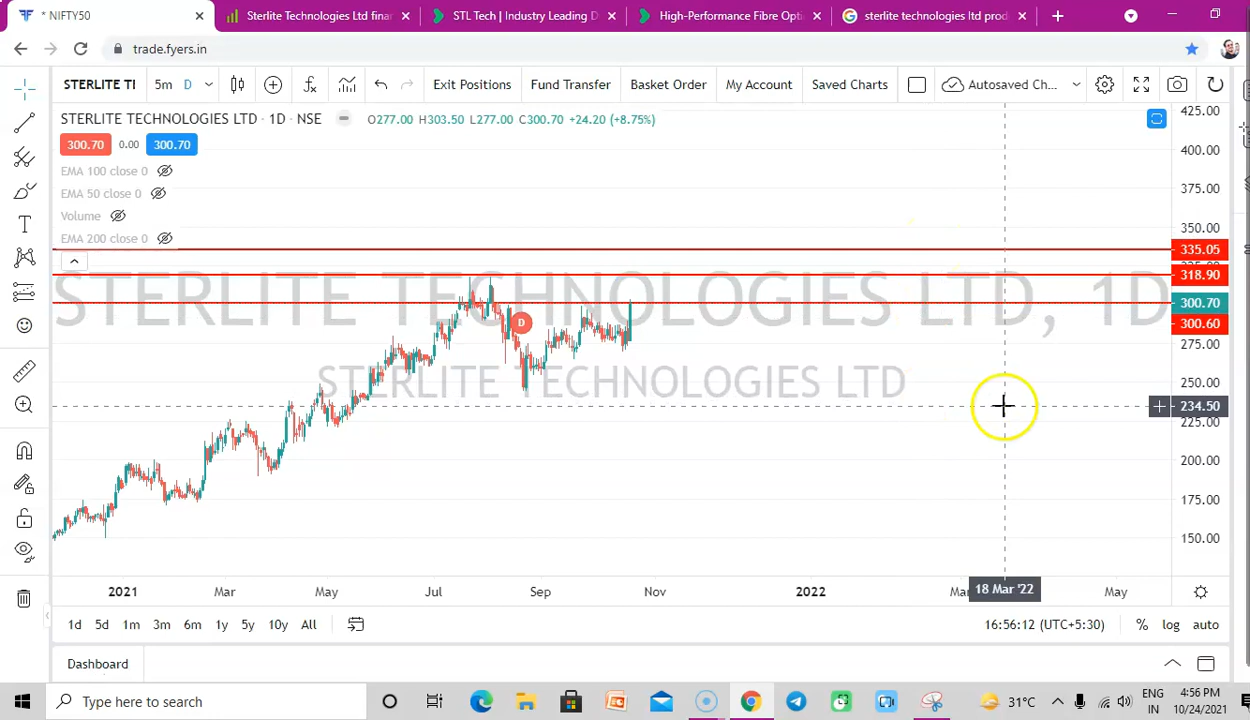 * NIFTY50
Sterlite Technologies Ltd finan
STL Tech | Industry Leading D
High-Performance Fibre Opti
sterlite technologies ltd prod
trade.fyers.in
STERLITE TI
5m
D
Exit Positions
Fund Transfer
Basket Order
My Account
Saved Charts
Autosaved Ch...
STERLITE TECHNOLOGIES LTD · 1D · NSE
O277.00 H303.50 L277.00 C300.70 +24.20 (+8.75%)
300.70 0.00 300.70
EMA 100 close 0
EMA 50 close 0
Volume
EMA 200 close 0
STERLITE TECHNOLOGIES LTD, 1D
STERLITE TECHNOLOGIES LTD
D
425.00
400.00
375.00
350.00
335.05
318.90
300.70
300.60
275.00
250.00
234.50
225.00
200.00
175.00
150.00
2021 Mar May Jul Sep Nov 2022 Mar 18 Mar '22 May
1d 5d 1m 3m 6m 1y 5y 10y All
16:56:12 (UTC+5:30) % log auto
Dashboard
Type here to search
31°C
ENG
IN
4:56 PM
10/24/2021